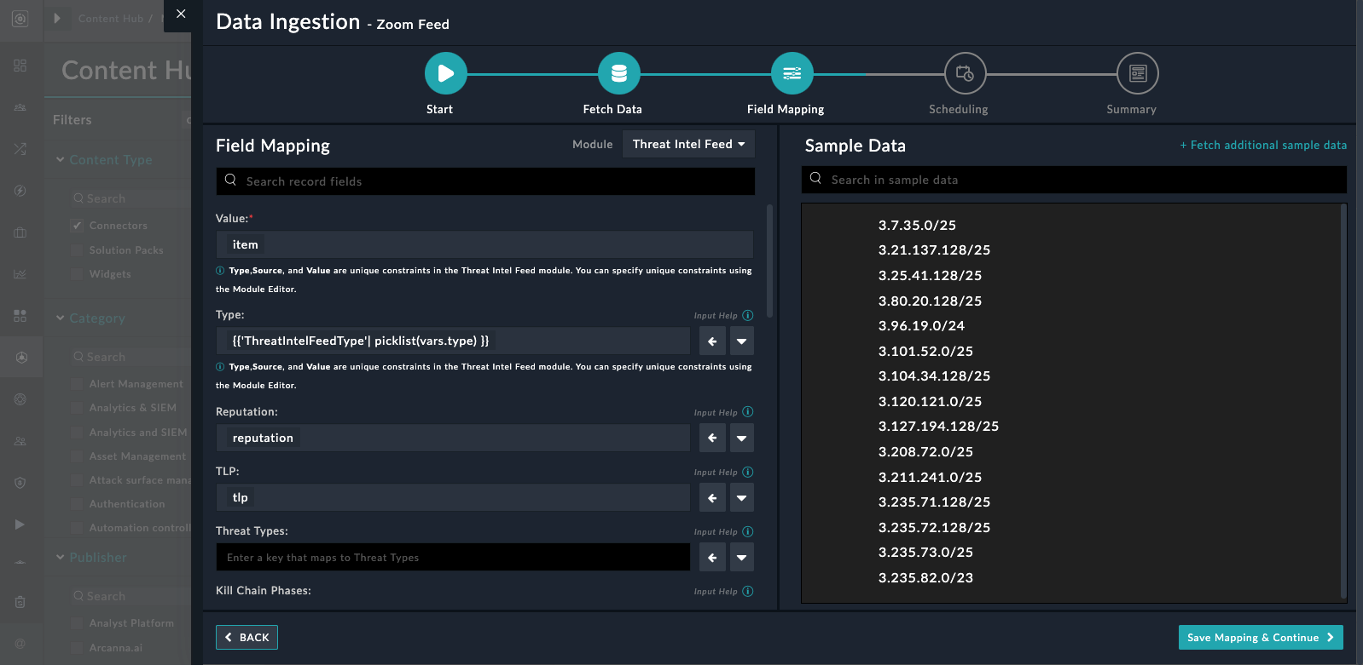 Content Hub /
Content Hu
Filters
Content Type
Search
Connectors
Solution Packs
Widgets
Category
Search
Alert Management
Analytics & SIEM
Analytics and SIEM
Asset Management
Attack surface mana
Authentication
Automation controll
Publisher
Search
Analyst Platform
Arcanna.ai
Data Ingestion - Zoom Feed
Start
Fetch Data
Field Mapping
Scheduling
Summary
Field Mapping
Module
Threat Intel Feed
Search record fields
Value:*
item
Type,Source, and Value are unique constraints in the Threat Intel Feed module. You can specify unique constraints using
the Module Editor.
Type:
Input Help
{{'ThreatIntelFeedType'| picklist(vars.type) }}
Type,Source, and Value are unique constraints in the Threat Intel Feed module. You can specify unique constraints using
the Module Editor.
Reputation:
Input Help
reputation
TLP:
Input Help
tlp
Threat Types:
Input Help
Enter a key that maps to Threat Types
Kill Chain Phases:
Input Help
Sample Data
+ Fetch additional sample data
Search in sample data
3.7.35.0/25
3.21.137.128/25
3.25.41.128/25
3.80.20.128/25
3.96.19.0/24
3.101.52.0/25
3.104.34.128/25
3.120.121.0/25
3.127.194.128/25
3.208.72.0/25
3.211.241.0/25
3.235.71.128/25
3.235.72.128/25
3.235.73.0/25
3.235.82.0/23
BACK
Save Mapping & Continue